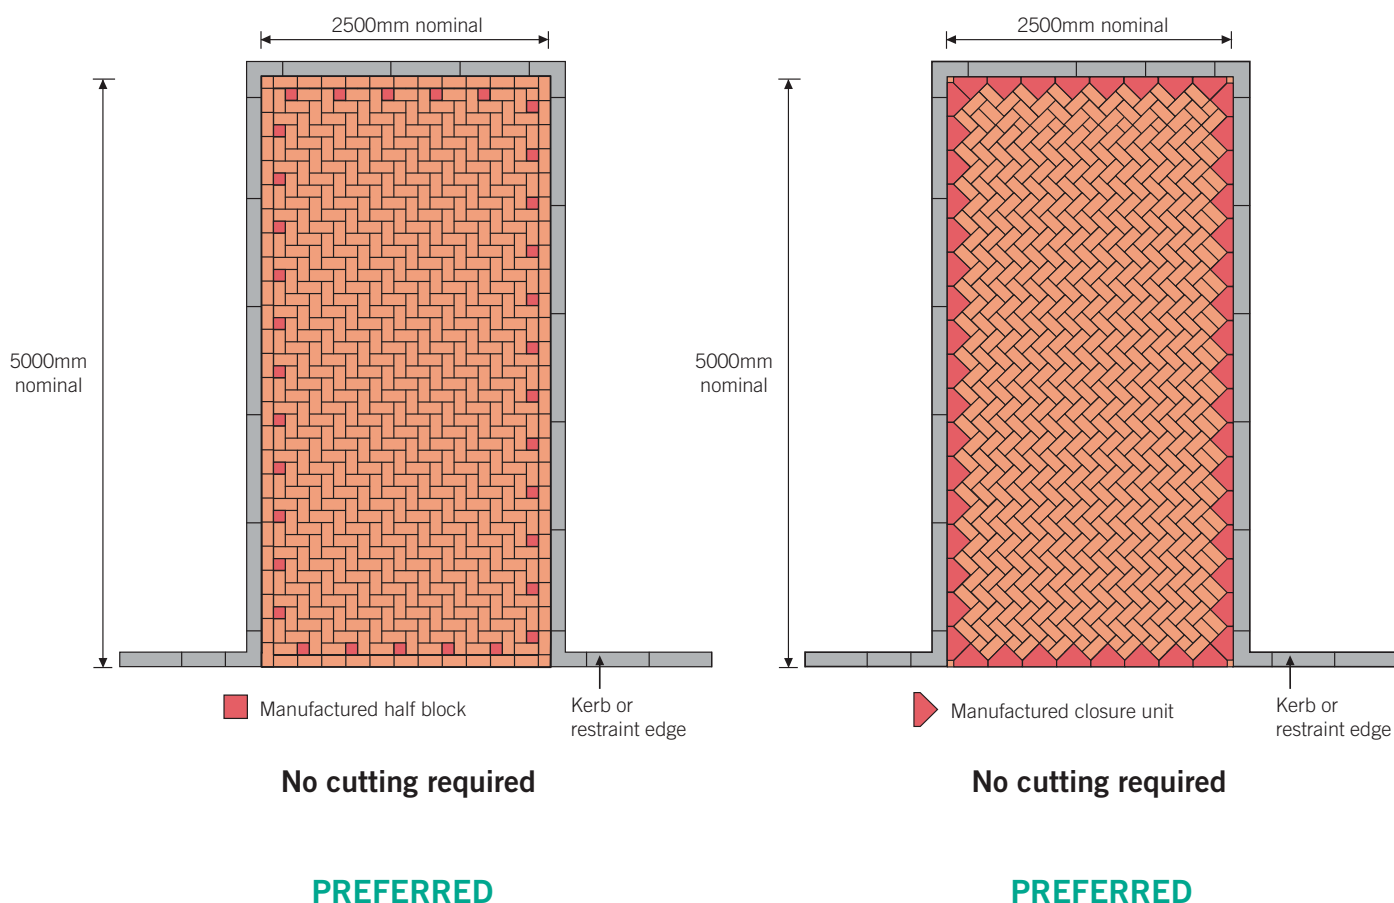 2500mm nominal
5000mm
nominal
Manufactured half block
Kerb or
restraint edge
No cutting required
PREFERRED
2500mm nominal
5000mm
nominal
Manufactured closure unit
Kerb or
restraint edge
No cutting required
PREFERRED